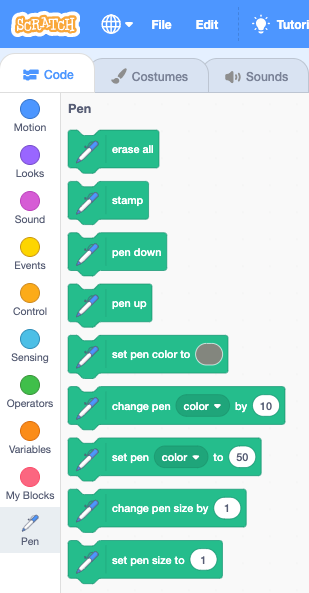 SCRATCH File Edit Tutori
Code Costumes Sounds
Motion
Looks
Sound
Events
Control
Sensing
Operators
Variables
My Blocks
Pen
Pen
erase all
stamp
pen down
pen up
set pen color to
change pen color by 10
set pen color to 50
change pen size by 1
set pen size to 1